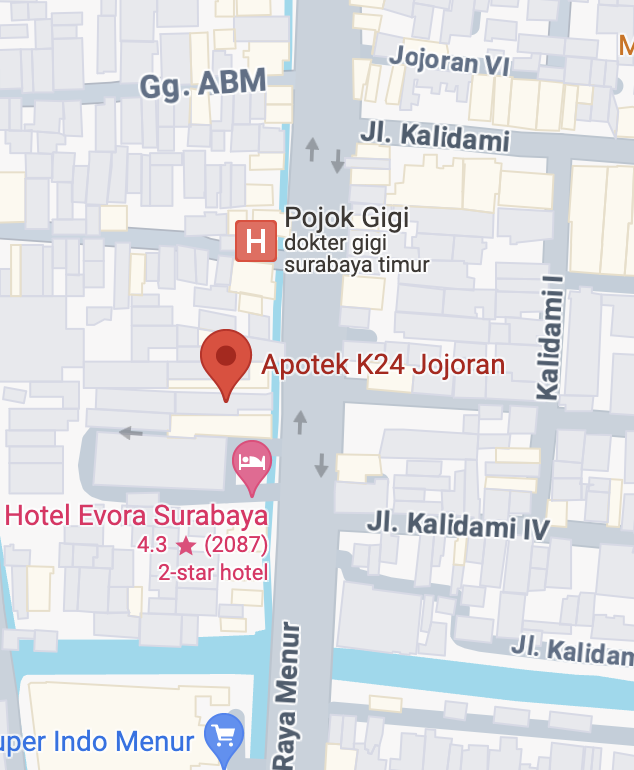 Jojoran VI
M
Gg. ABM
Jl. Kalidami
H
Pojok Gigi
dokter gigi
surabaya timur
Kalidami I
Apotek K24 Jojoran
Hotel Evora Surabaya
4.3 ★ (2087)
2-star hotel
Jl. Kalidami IV
Raya Menur
Jl. Kalidam
uper Indo Menur